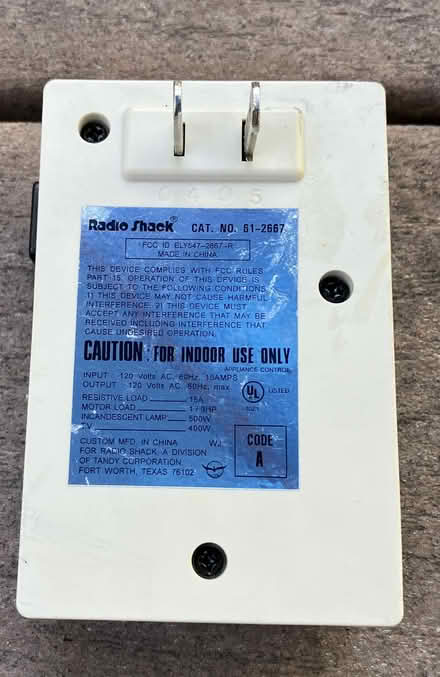 Radio Shack® CAT. NO. 61-2667
FCC ID ELY547-2667-R
MADE IN CHINA
THIS DEVICE COMPLIES WITH FCC RULES
PART 15. OPERATION OF THIS DEVICE IS
SUBJECT TO THE FOLLOWING CONDITIONS
1) THIS DEVICE MAY NOT CAUSE HARMFUL
INTERFERENCE. 2) THIS DEVICE MUST
ACCEPT ANY INTERFERENCE THAT MAY BE
RECEIVED INCLUDING INTERFERENCE THAT
CAUSE UNDESIRED OPERATION.
CAUTION : FOR INDOOR USE ONLY
APPLIANCE CONTROL
INPUT : 120 Volts AC, 60Hz, 15AMPS
OUTPUT : 120 Volts AC, 60Hz, max
UL LISTED
RESISTIVE LOAD 15A
MOTOR LOAD 1/3HP
INCANDESCENT LAMP 500W
TV 400W
CODE
A
CUSTOM MFD. IN CHINA WJ
FOR RADIO SHACK, A DIVISION
OF TANDY CORPORATION
FORT WORTH, TEXAS 76102